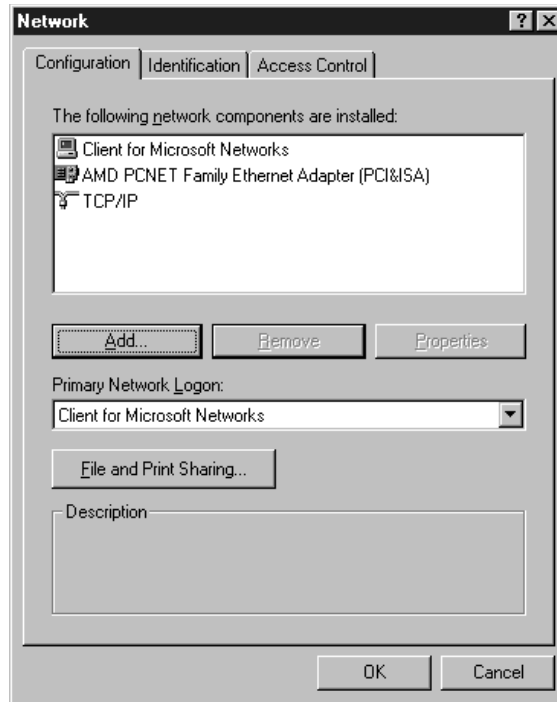 Network
Configuration Identification Access Control
The following network components are installed:
Client for Microsoft Networks
AMD PCNET Family Ethernet Adapter (PCI&ISA)
TCP/IP
Add... Remove Properties
Primary Network Logon:
Client for Microsoft Networks
File and Print Sharing...
Description
OK Cancel